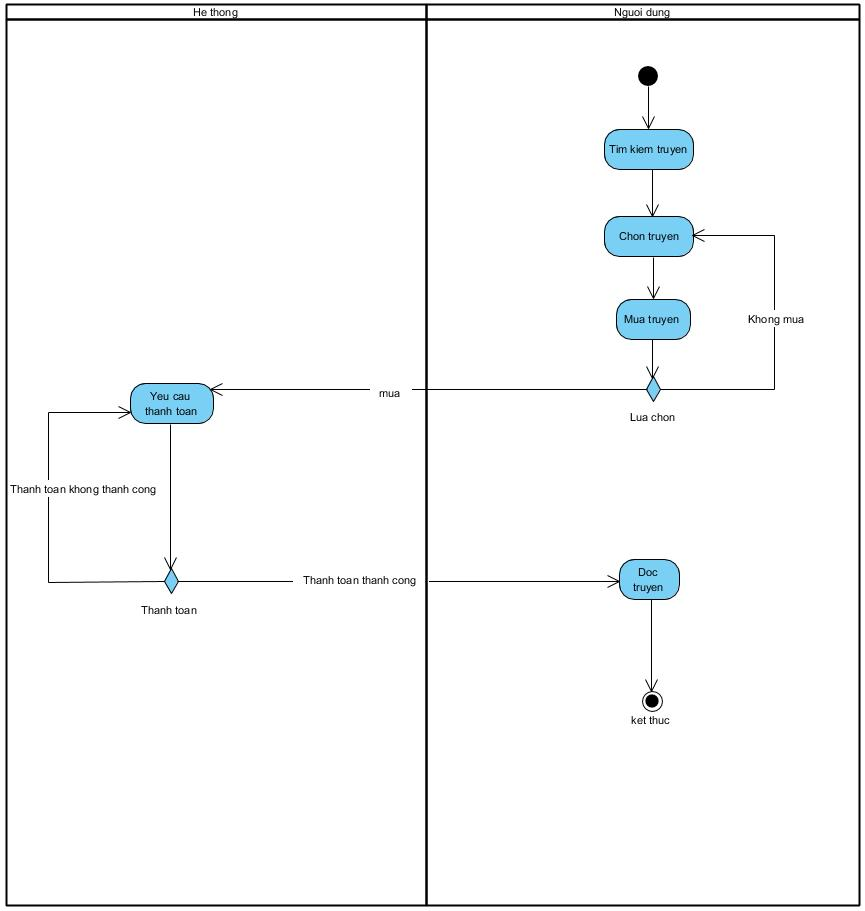 He thong
Nguoi dung
Tim kiem truyen
Chon truyen
Mua truyen
Khong mua
mua
Lua chon
Yeu cau
thanh toan
Thanh toan khong thanh cong
Thanh toan thanh cong
Thanh toan
Doc
truyen
ket thuc